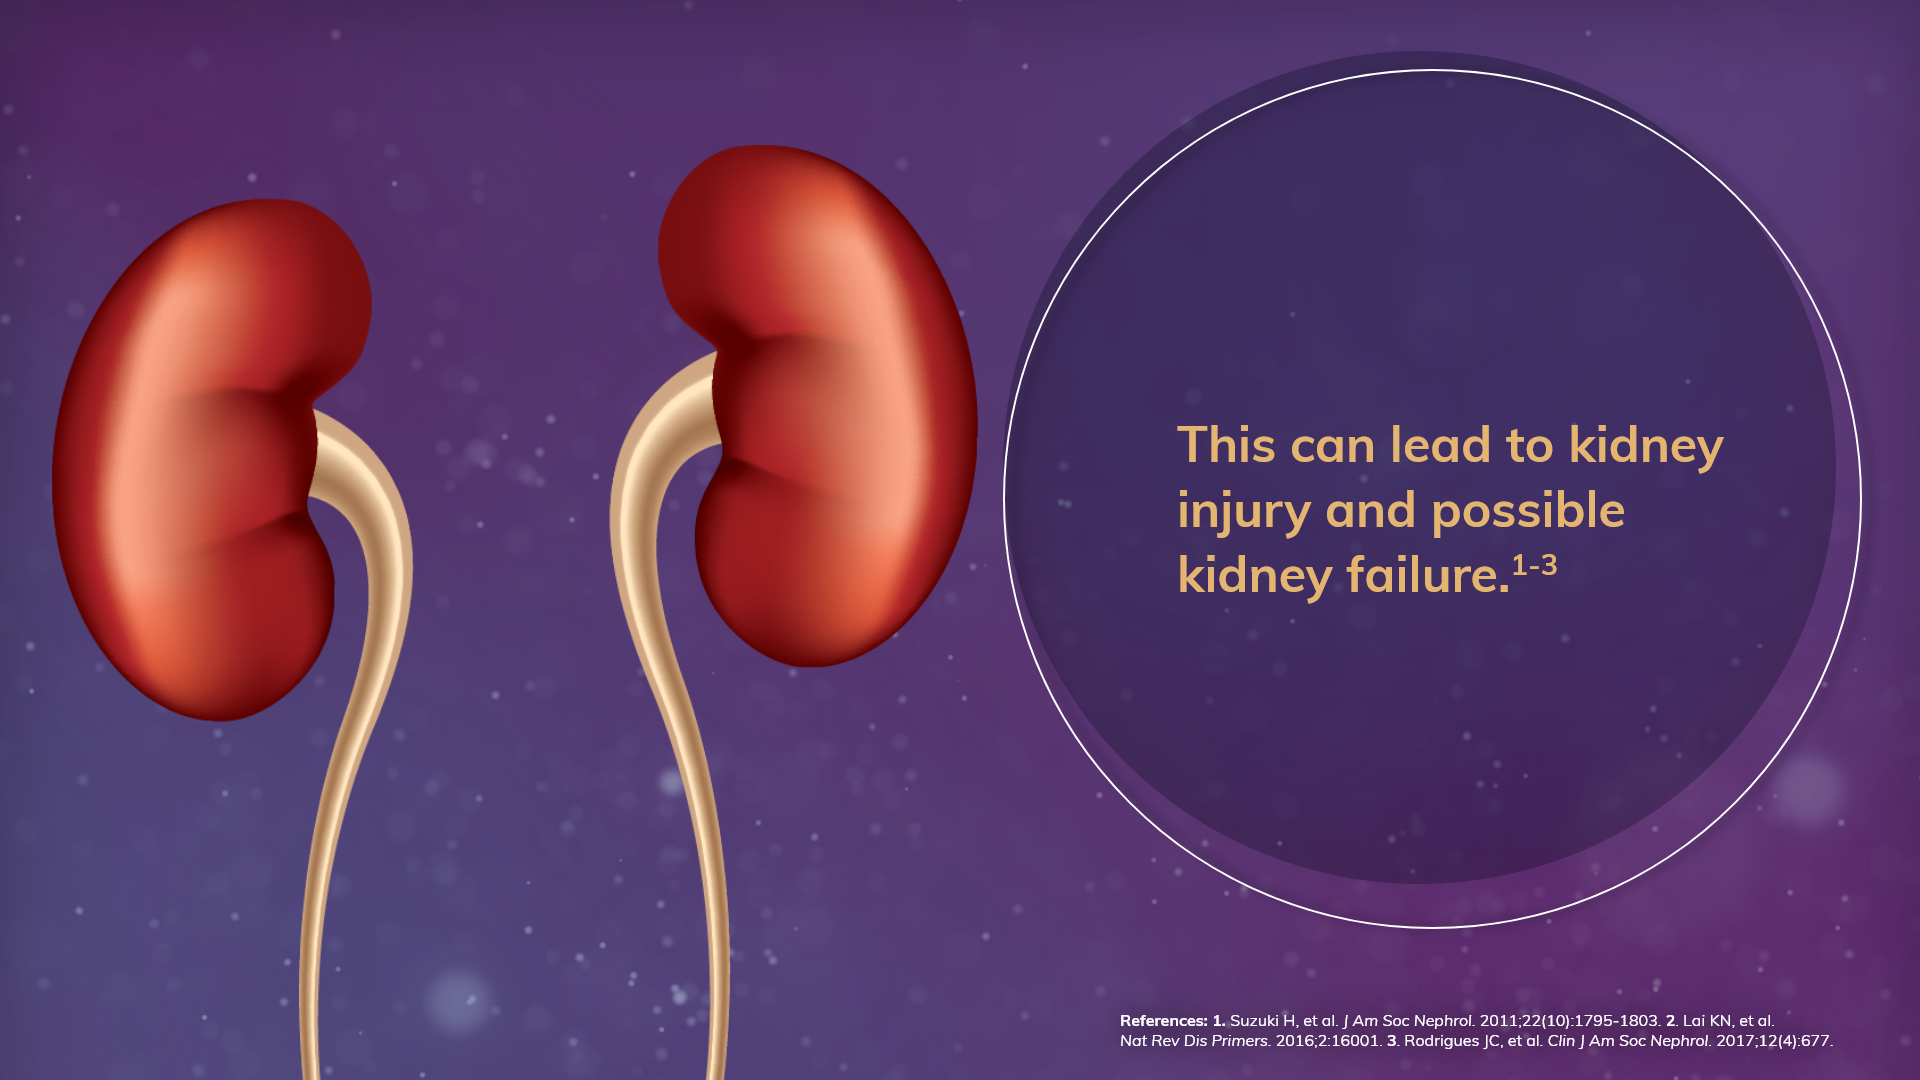 This can lead to kidney
injury and possible
kidney failure.1-3
References: 1. Suzuki H, et al. J Am Soc Nephrol. 2011;22(10):1795-1803. 2. Lai KN, et al.
Nat Rev Dis Primers. 2016;2:16001. 3. Rodrigues JC, et al. Clin J Am Soc Nephrol. 2017;12(4):677.